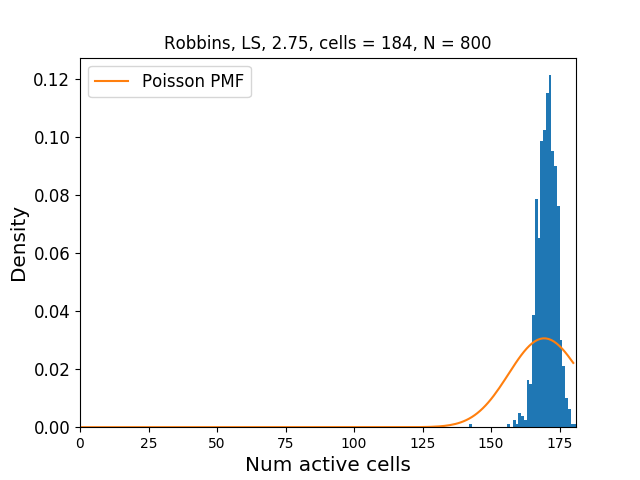 Robbins, LS, 2.75, cells = 184, N = 800
Poisson PMF
0.12
0.10
0.08
0.06
0.04
0.02
0.00
Density
0 25 50 75 100 125 150 175
Num active cells